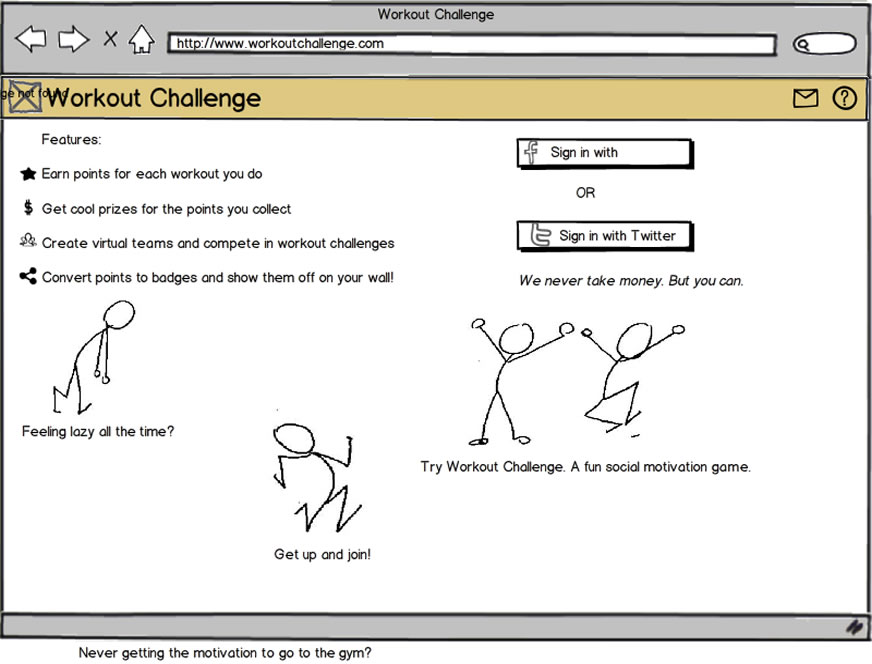 Workout Challenge
http://www.workoutchallenge.com
ge not found
Workout Challenge
Features:
Earn points for each workout you do
Get cool prizes for the points you collect
Create virtual teams and compete in workout challenges
Convert points to badges and show them off on your wall!
Sign in with
OR
Sign in with Twitter
We never take money. But you can.
Feeling lazy all the time?
Try Workout Challenge. A fun social motivation game.
Get up and join!
Never getting the motivation to go to the gym?